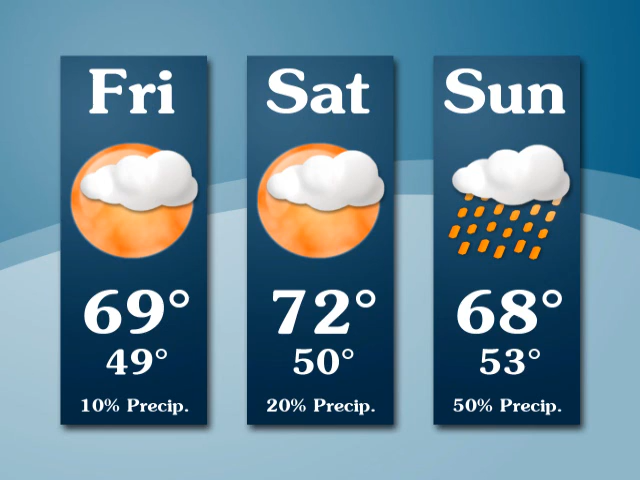 Fri
69°
49°
10% Precip.
Sat
72°
50°
20% Precip.
Sun
68°
53°
50% Precip.